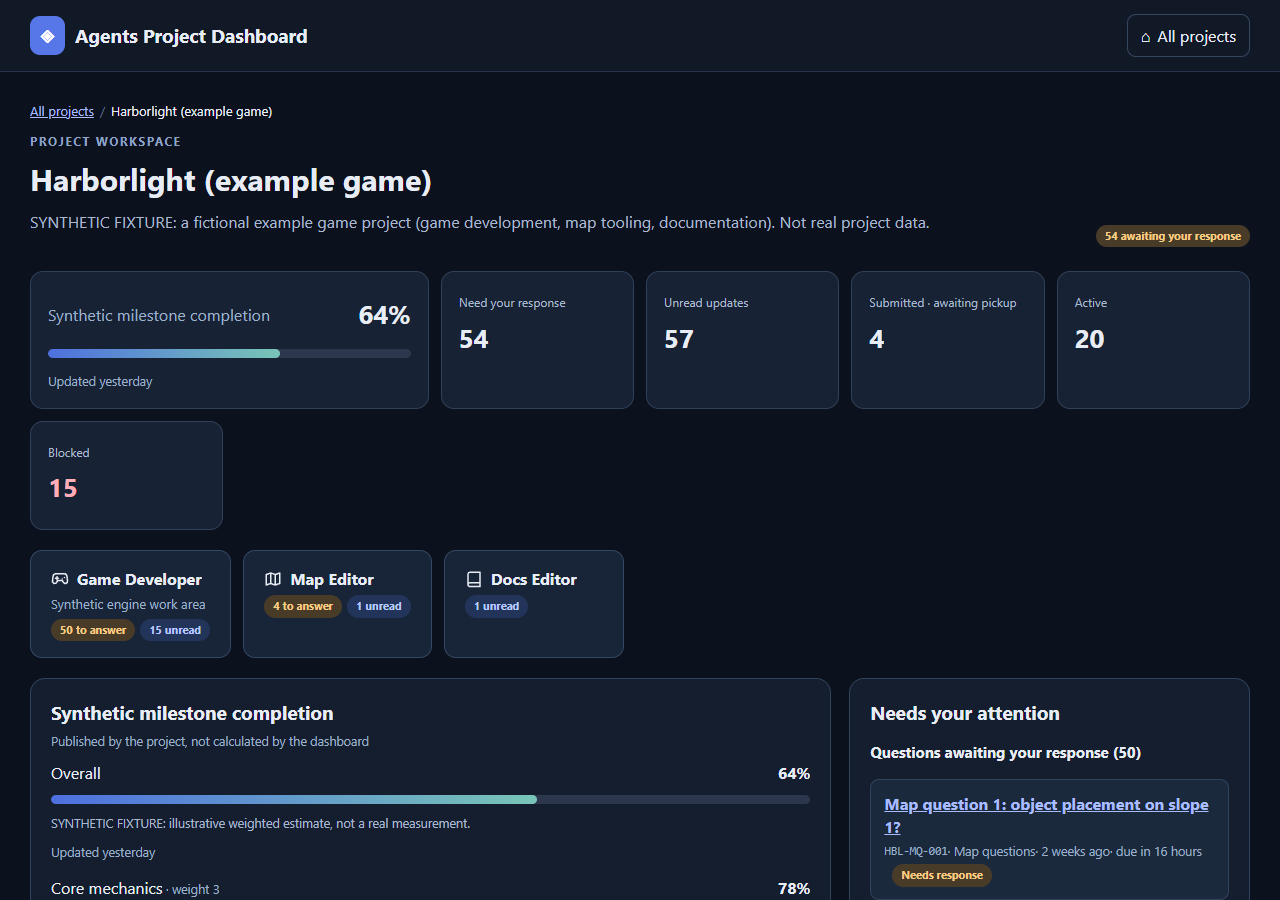 Agents Project Dashboard
⌂ All projects
All projects / Harborlight (example game)
PROJECT WORKSPACE
Harborlight (example game)
SYNTHETIC FIXTURE: a fictional example game project (game development, map tooling, documentation). Not real project data.
54 awaiting your response
Synthetic milestone completion 64%
Updated yesterday
Need your response
54
Unread updates
57
Submitted · awaiting pickup
4
Active
20
Blocked
15
Game Developer
Synthetic engine work area
50 to answer 15 unread
Map Editor
4 to answer 1 unread
Docs Editor
1 unread
Synthetic milestone completion
Published by the project, not calculated by the dashboard
Overall 64%
SYNTHETIC FIXTURE: illustrative weighted estimate, not a real measurement.
Updated yesterday
Core mechanics · weight 3 78%
Needs your attention
Questions awaiting your response (50)
Map question 1: object placement on slope
1?
HBL-MQ-001· Map questions· 2 weeks ago· due in 16 hours
Needs response